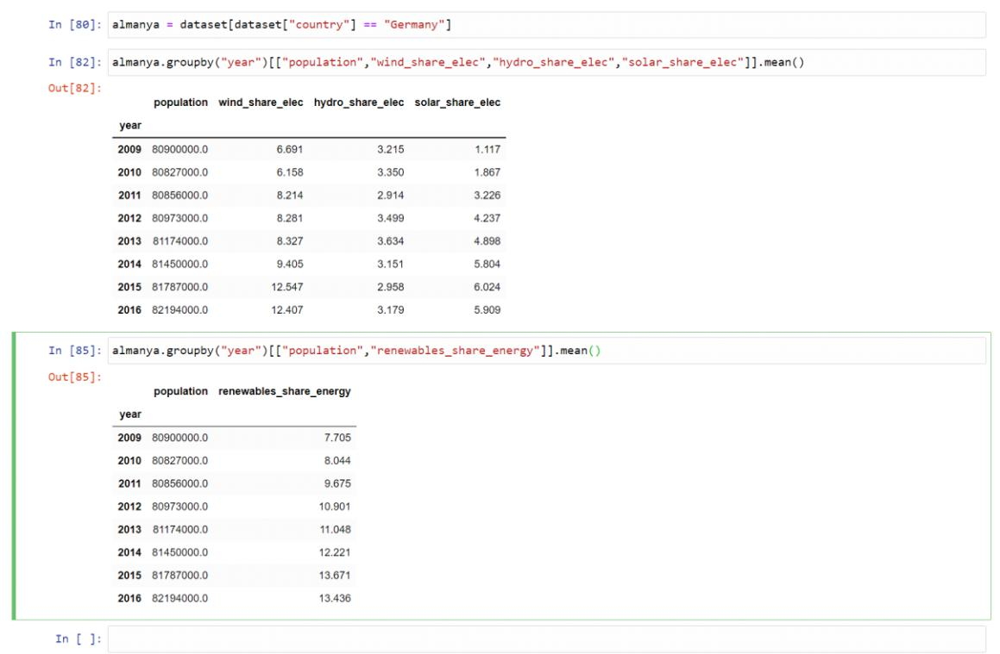 In [80]: almanya = dataset[dataset["country"] == "Germany"]
In [82]: almanya.groupby("year")[["population","wind_share_elec","hydro_share_elec","solar_share_elec"]].mean()
Out[82]:
population wind_share_elec hydro_share_elec solar_share_elec
year
2009 80900000.0 6.691 3.215 1.117
2010 80827000.0 6.158 3.350 1.867
2011 80856000.0 8.214 2.914 3.226
2012 80973000.0 8.281 3.499 4.237
2013 81174000.0 8.327 3.634 4.898
2014 81450000.0 9.405 3.151 5.804
2015 81787000.0 12.547 2.958 6.024
2016 82194000.0 12.407 3.179 5.909
In [85]: almanya.groupby("year")[["population","renewables_share_energy"]].mean()
Out[85]:
population renewables_share_energy
year
2009 80900000.0 7.705
2010 80827000.0 8.044
2011 80856000.0 9.675
2012 80973000.0 10.901
2013 81174000.0 11.048
2014 81450000.0 12.221
2015 81787000.0 13.671
2016 82194000.0 13.436
In [ ]: